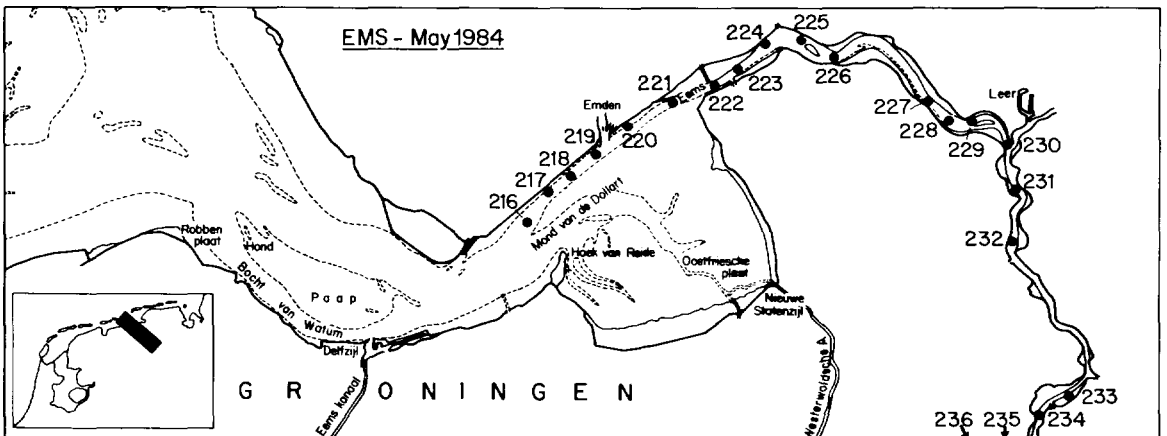 EMS - May 1984
225
224
226
223
221
Eems
222
227
Leer
Emden
220
228
229
230
219
218
217
231
216
Mond van de Dollart
232
Robben
plaat
Hond
Hoek van Reide
Oostfriesche
plaat
Bocht van Watum
Paap
Nieuwe
Statenzijl
Delfzijl
GRONINGEN
Eems kanaal
Westerwoldsche A.
233
236
235
234